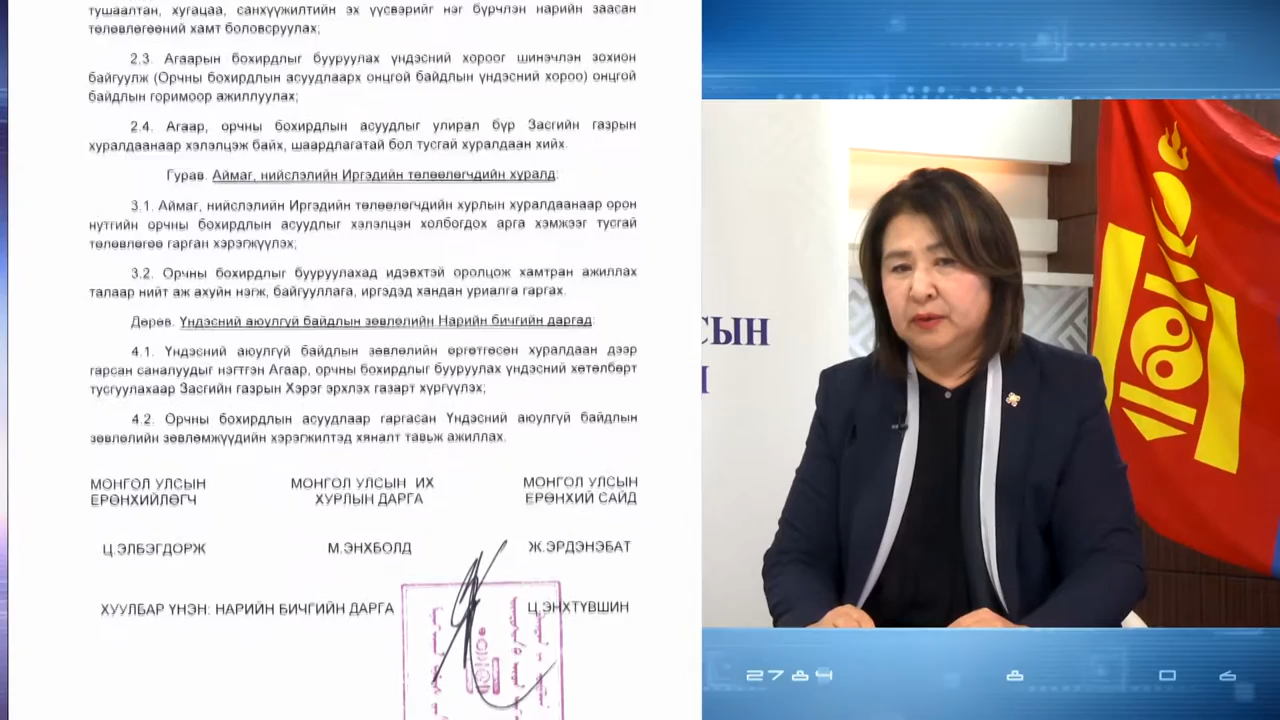 тушаалтан, хугацаа, санхүүжилтийн эх үүсвэрийг нэг бүрчлэн нарийн заасан
төлөвлөгөөний хамт боловсруулах;
2.3. Агаарын бохирдлыг бууруулах үндэсний хороог шинэчлэн зохион
байгуулж (Орчны бохирдлын асуудлаарх онцгой байдлын үндэсний хороо) онцгой
байдлын горимоор ажиллуулах;
2.4. Агаар, орчны бохирдлын асуудлыг улирал бүр Засгийн газрын
хуралдаанаар хэлэлцэж байх, шаардлагатай бол тусгай хуралдаан хийх.
Гурав. Аймаг, нийслэлийн Иргэдийн төлөөлөгчдийн хуралд:
3.1. Аймаг, нийслэлийн Иргэдийн төлөөлөгчдийн хурлын хуралдаанаар орон
нутгийн орчны бохирдлын асуудлыг хэлэлцэн холбогдох арга хэмжээг тусгай
төлөвлөгөө гарган хэрэгжүүлэх;
3.2. Орчны бохирдлыг бууруулахад идэвхтэй оролцож хамтран ажиллах
талаар нийт аж ахуйн нэгж, байгууллага, иргэдэд хандан уриалга гаргах.
Дөрөв. Үндэсний аюулгүй байдлын зөвлөлийн Нарийн бичгийн даргад:
4.1. Үндэсний аюулгүй байдлын зөвлөлийн өргөтгөсөн хуралдаан дээр
гарсан саналуудыг нэгтгэн Агаар, орчны бохирдлыг бууруулах үндэсний хөтөлбөрт
тусгуулахаар Засгийн газрын Хэрэг эрхлэх газарт хүргүүлэх;
4.2. Орчны бохирдлын асуудлаар гаргасан Үндэсний аюулгүй байдлын
зөвлөлийн зөвлөмжүүдийн хэрэгжилтэд хяналт тавьж ажиллах.
МОНГОЛ УЛСЫН МОНГОЛ УЛСЫН ИХ МОНГОЛ УЛСЫН
ЕРӨНХИЙЛӨГЧ ХУРЛЫН ДАРГА ЕРӨНХИЙ САЙД
Ц.ЭЛБЭГДОРЖ М.ЭНХБОЛД Ж.ЭРДЭНЭБАТ
ХУУЛБАР ҮНЭН: НАРИЙН БИЧГИЙН ДАРГА Ц.ЭНХТҮВШИН
СЫН